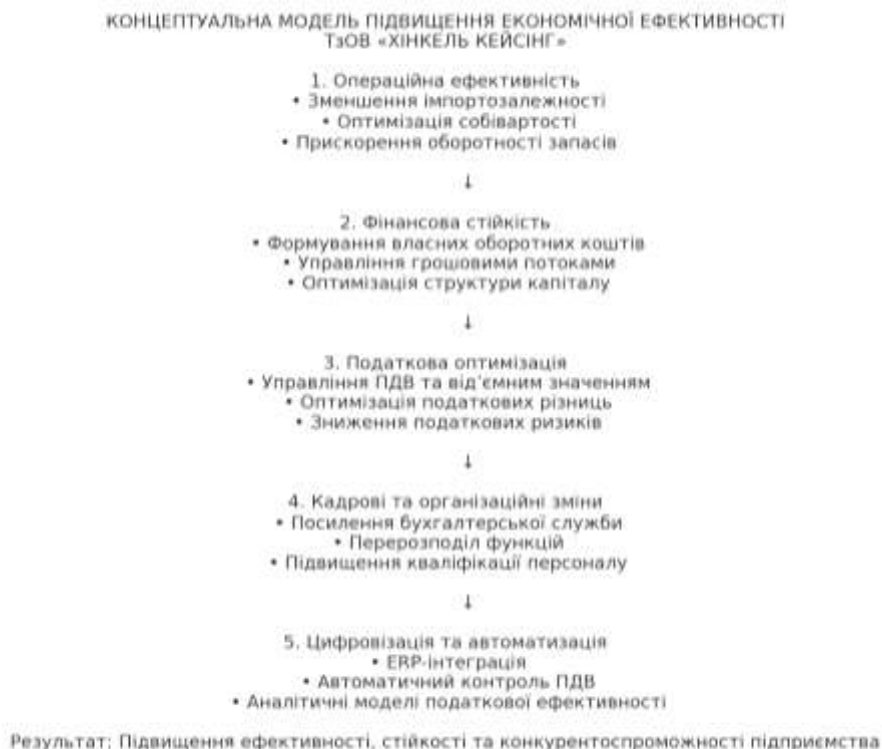 КОНЦЕПТУАЛЬНА МОДЕЛЬ ПІДВИЩЕННЯ ЕКОНОМІЧНОЇ ЕФЕКТИВНОСТІ
ТзОВ «ХІНКЕЛЬ КЕЙСІНГ»
1. Операційна ефективність
• Зменшення імпортозалежності
• Оптимізація собівартості
• Прискорення оборотності запасів
↓
2. Фінансова стійкість
• Формування власних оборотних коштів
• Управління грошовими потоками
• Оптимізація структури капіталу
↓
3. Податкова оптимізація
• Управління ПДВ та від'ємним значенням
• Оптимізація податкових різниць
• Зниження податкових ризиків
↓
4. Кадрові та організаційні зміни
• Посилення бухгалтерської служби
• Перерозподіл функцій
• Підвищення кваліфікації персоналу
↓
5. Цифровізація та автоматизація
• ERP-інтеграція
• Автоматичний контроль ПДВ
• Аналітичні моделі податкової ефективності
Результат: Підвищення ефективності, стійкості та конкурентоспроможності підприємства